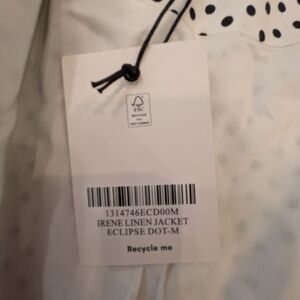 FSC
1314746ECD00M
IRENE LINEN JACKET
ECLIPSE DOT-M
Recycle me